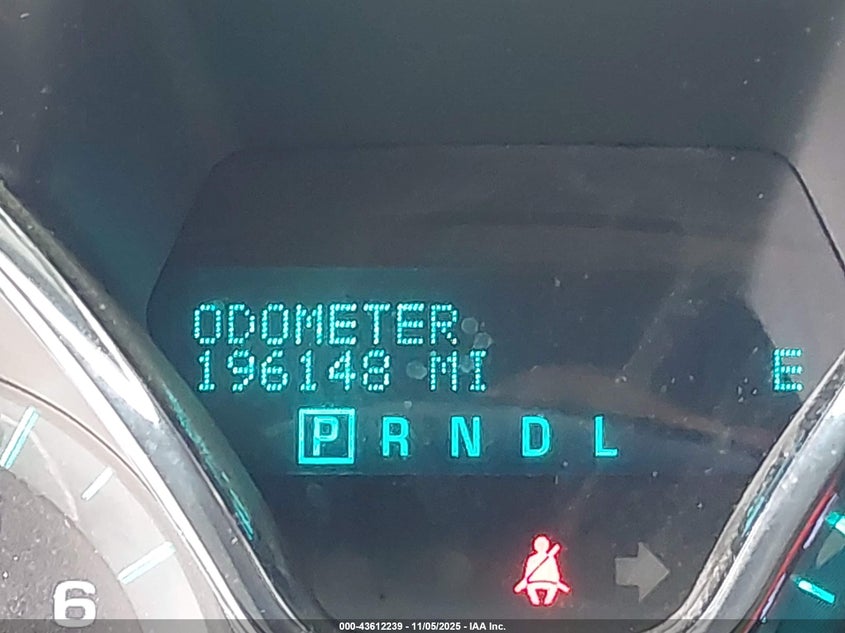 ODOMETER
196148 MI E
P R N D L
6
000-43612239 - 11/05/2025 - IAA Inc.